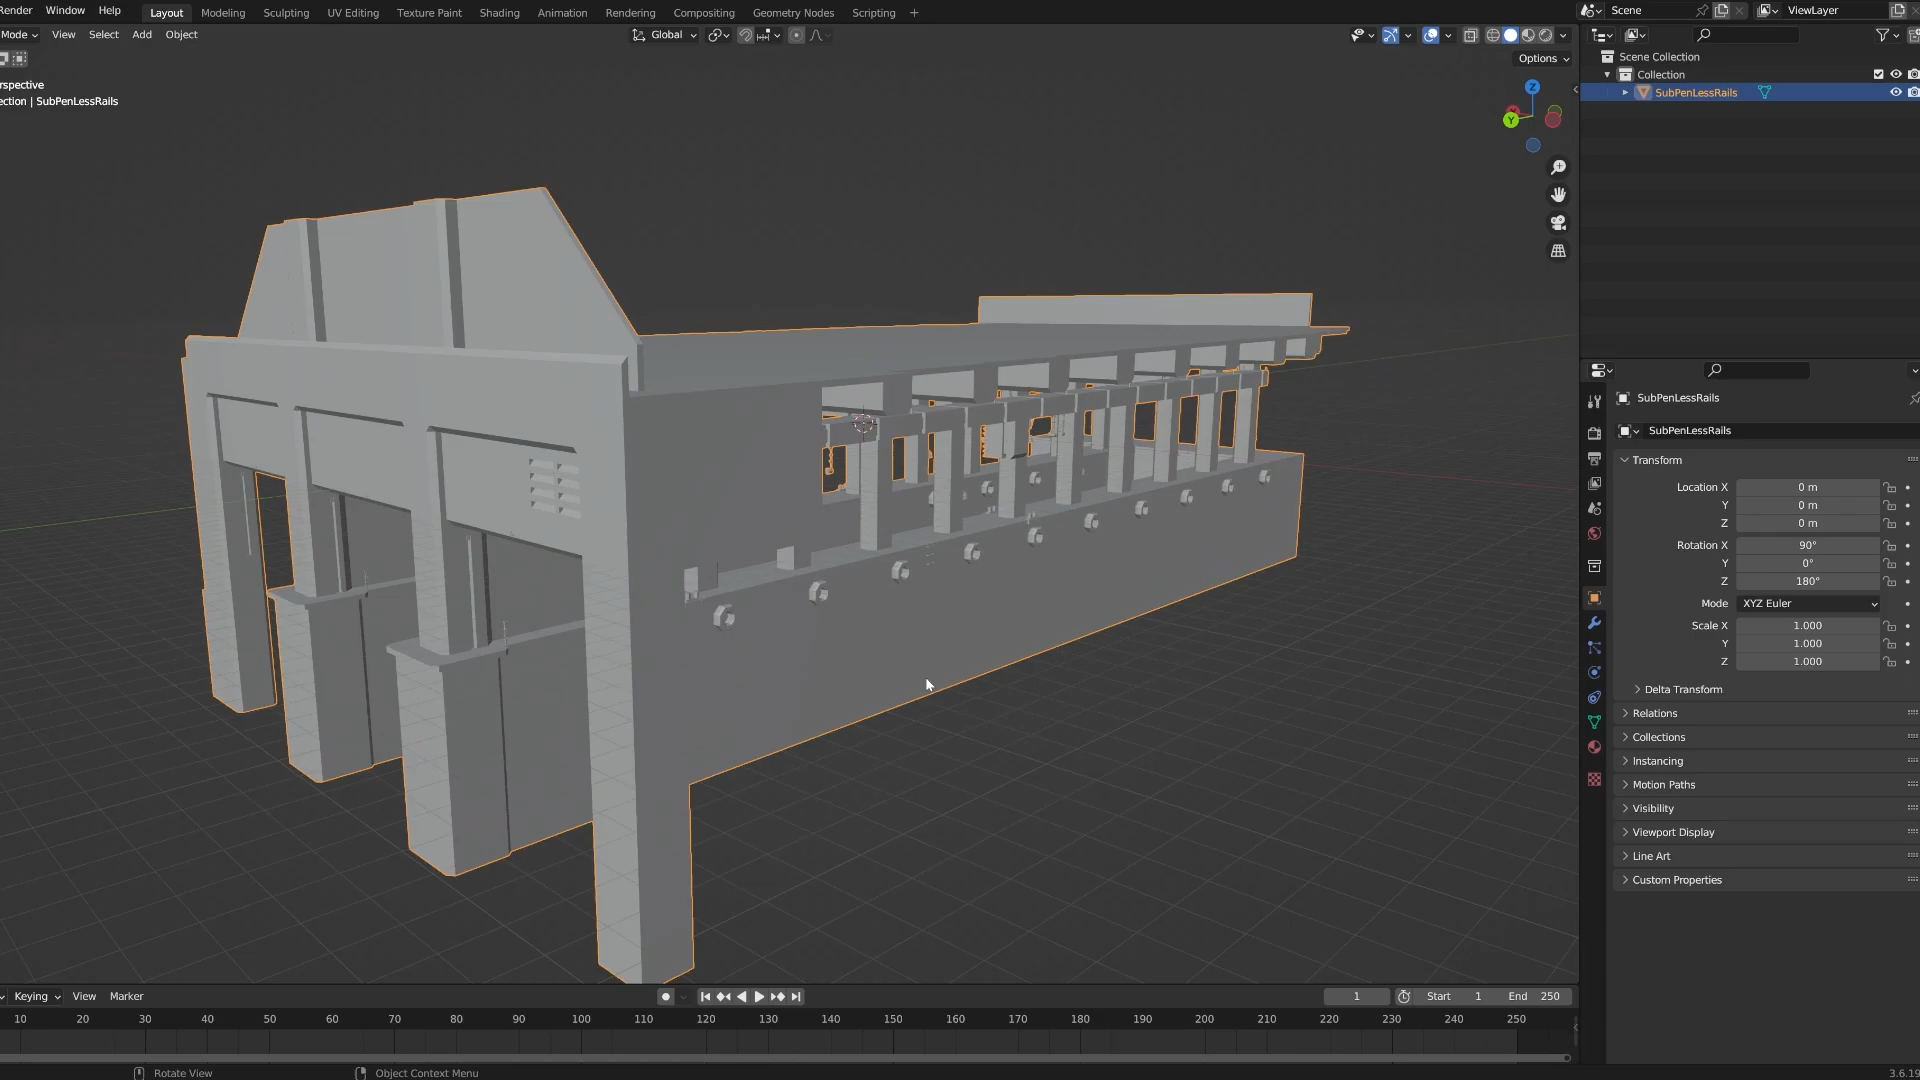 Render Window Help Layout Modeling Sculpting UV Editing Texture Paint Shading Animation Rendering Compositing Geometry Nodes Scripting + Scene ViewLayer
Mode View Select Add Object Global
Options
rspective
ection | SubPenLessRails
Scene Collection
Collection
SubPenLessRails
Z
Y
SubPenLessRails
SubPenLessRails
Transform
Location X 0 m
Y 0 m
Z 0 m
Rotation X 90°
Y 0°
Z 180°
Mode XYZ Euler
Scale X 1.000
Y 1.000
Z 1.000
Delta Transform
Relations
Collections
Instancing
Motion Paths
Visibility
Viewport Display
Line Art
Custom Properties
Keying View Marker 1 Start 1 End 250
10 20 30 40 50 60 70 80 90 100 110 120 130 140 150 160 170 180 190 200 210 220 230 240 250
Rotate View Object Context Menu 3.6.19